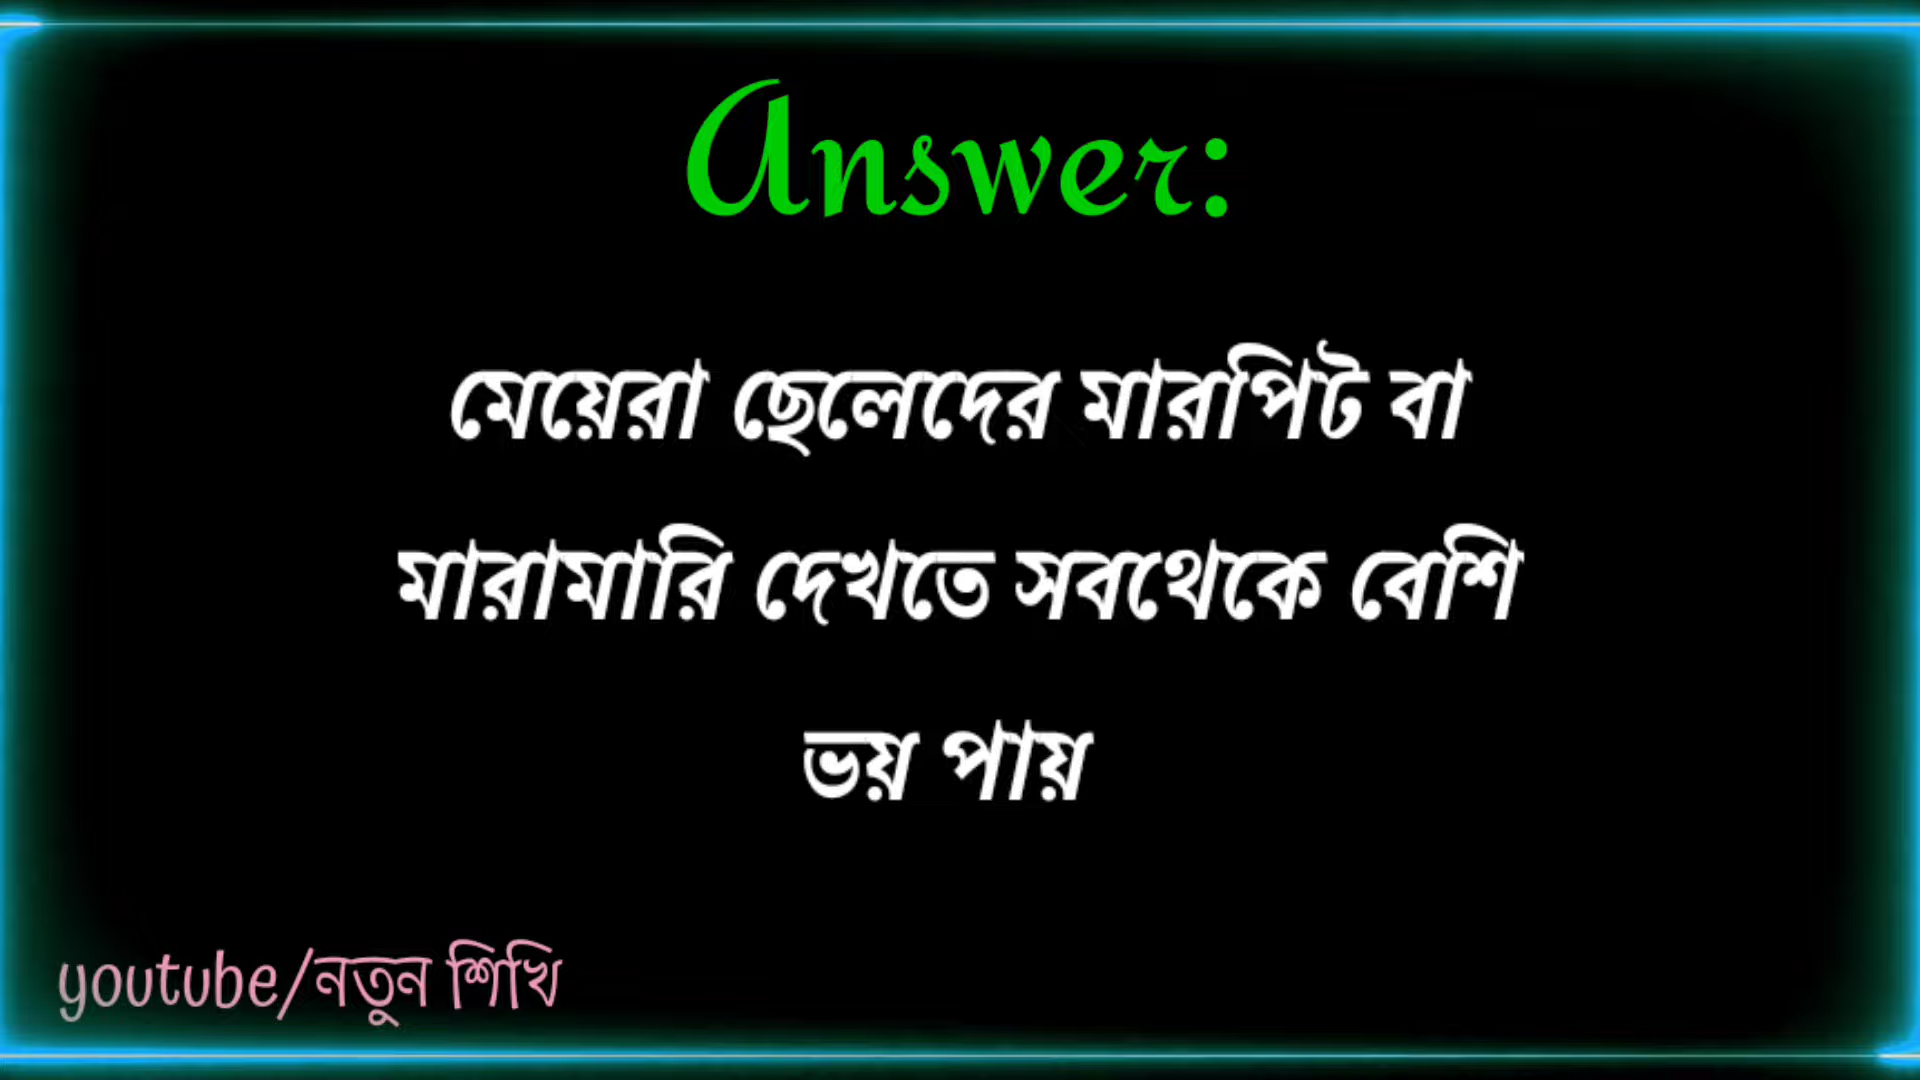 Answer:
মেয়েরা ছেলেদের মারপিট বা
মারামারি দেখতে সবথেকে বেশি
ভয় পায়
youtube/নতুন শিখি